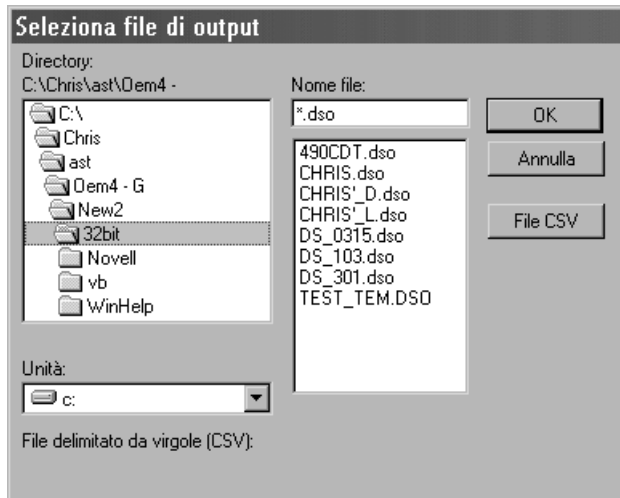 Seleziona file di output
Directory:
C:\Chris\ast\Oem4 -
C:\
Chris
ast
Oem4 - G
New2
32bit
Novell
vb
WinHelp
Unità:
c:
File delimitato da virgole (CSV):
Nome file:
*.dso
490CDT.dso
CHRIS.dso
CHRIS'_D.dso
CHRIS'_L.dso
DS_0315.dso
DS_103.dso
DS_301.dso
TEST_TEM.DSO
OK
Annulla
File CSV